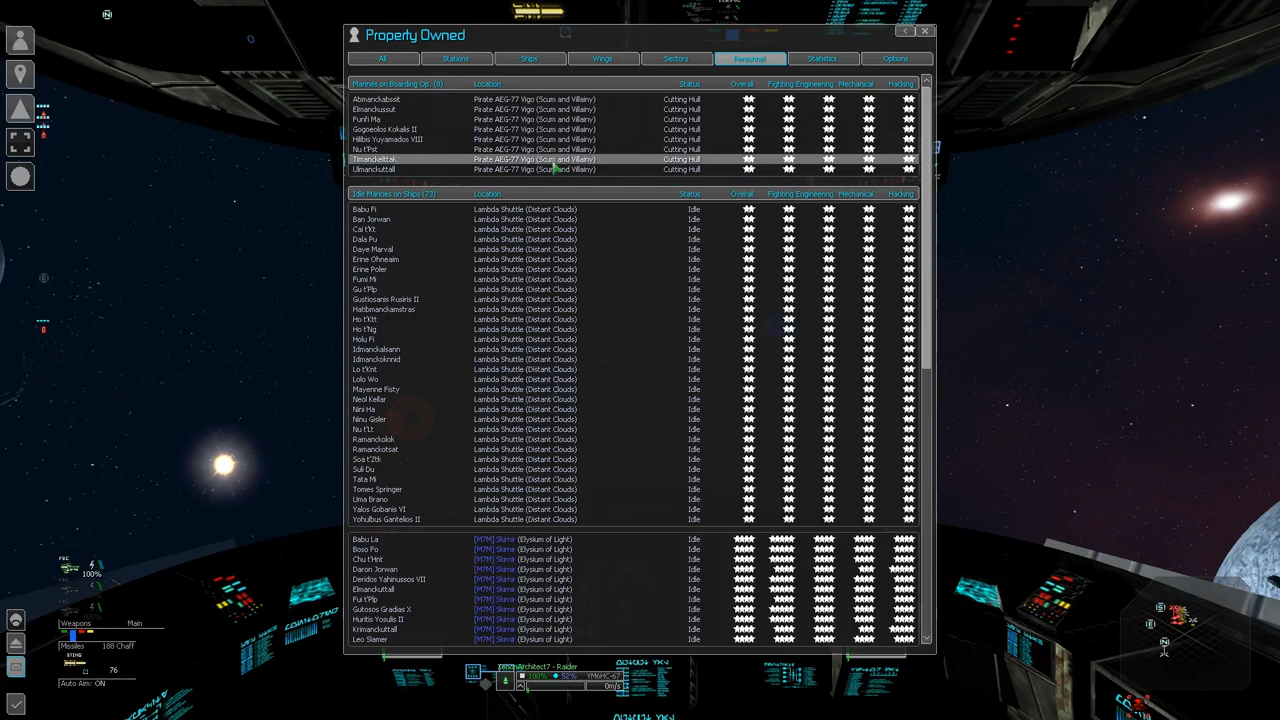 Property Owned
All Stations Ships Wings Sectors Personnel Statistics Options
Marines on Boarding Op. (8) Location Status Overall Fighting Engineering Mechanical Hacking
Abmanckabssit Pirate AEG-77 Vigo (Scum and Villainy) Cutting Hull
Elmanckussut Pirate AEG-77 Vigo (Scum and Villainy) Cutting Hull
Funfi Ma Pirate AEG-77 Vigo (Scum and Villainy) Cutting Hull
Gogoeolos Kokalis II Pirate AEG-77 Vigo (Scum and Villainy) Cutting Hull
Hilibis Yuyamados VIII Pirate AEG-77 Vigo (Scum and Villainy) Cutting Hull
Nu t'Pst Pirate AEG-77 Vigo (Scum and Villainy) Cutting Hull
Timanckelttak Pirate AEG-77 Vigo (Scum and Villainy) Cutting Hull
Ulmanckuttall Pirate AEG-77 Vigo (Scum and Villainy) Cutting Hull
Idle Marines on Ships (73) Location Status Overall Fighting Engineering Mechanical Hacking
Babu Fi Lambda Shuttle (Distant Clouds) Idle
Ban Jorwan Lambda Shuttle (Distant Clouds) Idle
Cai t'Kt Lambda Shuttle (Distant Clouds) Idle
Dala Pu Lambda Shuttle (Distant Clouds) Idle
Daye Marval Lambda Shuttle (Distant Clouds) Idle
Erine Ohneaim Lambda Shuttle (Distant Clouds) Idle
Erine Poler Lambda Shuttle (Distant Clouds) Idle
Fumi Mi Lambda Shuttle (Distant Clouds) Idle
Gu t'Plp Lambda Shuttle (Distant Clouds) Idle
Gustiosanis Rusiris II Lambda Shuttle (Distant Clouds) Idle
Hatibmanckamstras Lambda Shuttle (Distant Clouds) Idle
Ho t'Ktt Lambda Shuttle (Distant Clouds) Idle
Ho t'Ng Lambda Shuttle (Distant Clouds) Idle
Holu Fi Lambda Shuttle (Distant Clouds) Idle
Idmanckalsann Lambda Shuttle (Distant Clouds) Idle
Idmanckoknnid Lambda Shuttle (Distant Clouds) Idle
Lo t'Knt Lambda Shuttle (Distant Clouds) Idle
Lolo Wo Lambda Shuttle (Distant Clouds) Idle
Mayenne Fisty Lambda Shuttle (Distant Clouds) Idle
Neol Kellar Lambda Shuttle (Distant Clouds) Idle
Nini Ha Lambda Shuttle (Distant Clouds) Idle
Ninu Gisler Lambda Shuttle (Distant Clouds) Idle
Nu t'Lt Lambda Shuttle (Distant Clouds) Idle
Ramanckolok Lambda Shuttle (Distant Clouds) Idle
Ramanckotsat Lambda Shuttle (Distant Clouds) Idle
Soa t'Ztk Lambda Shuttle (Distant Clouds) Idle
Suli Du Lambda Shuttle (Distant Clouds) Idle
Tata Mi Lambda Shuttle (Distant Clouds) Idle
Tomes Springer Lambda Shuttle (Distant Clouds) Idle
Uma Brano Lambda Shuttle (Distant Clouds) Idle
Yalos Gobanis VI Lambda Shuttle (Distant Clouds) Idle
Yohulbus Gantelios II Lambda Shuttle (Distant Clouds) Idle
Babu La [M7M] Skirnir (Elysium of Light) Idle
Boso Fo [M7M] Skirnir (Elysium of Light) Idle
Chu t'Hnt [M7M] Skirnir (Elysium of Light) Idle
Daron Jorwan [M7M] Skirnir (Elysium of Light) Idle
Deridos Yahinussos VII [M7M] Skirnir (Elysium of Light) Idle
Elmanckuttall [M7M] Skirnir (Elysium of Light) Idle
Fui t'Plp [M7M] Skirnir (Elysium of Light) Idle
Gutosos Gradias X [M7M] Skirnir (Elysium of Light) Idle
Huritis Yosulis II [M7M] Skirnir (Elysium of Light) Idle
Krimanckuttall [M7M] Skirnir (Elysium of Light) Idle
Leo Slamer [M7M] Skirnir (Elysium of Light) Idle
100%
Weapons Main
Missiles 188 Chaff
STING
76
Auto Aim: ON
XenonArchitect7 - Raider
100% 52% YM6HC-67
0m/s